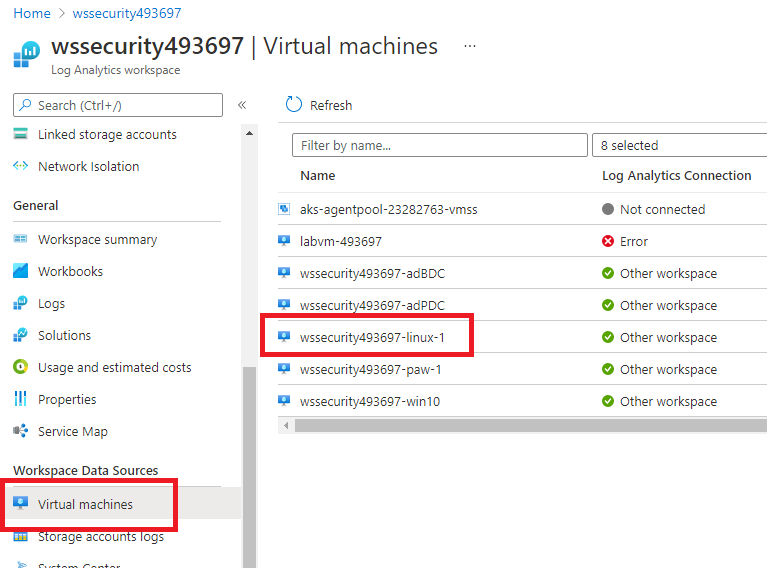 Home > wssecurity493697
wssecurity493697 | Virtual machines ...
Log Analytics workspace
Search (Ctrl+/)
«
Linked storage accounts
Network Isolation
General
Workspace summary
Workbooks
Logs
Solutions
Usage and estimated costs
Properties
Service Map
Workspace Data Sources
Virtual machines
Storage accounts logs
System Center
Refresh
Filter by name...
8 selected
Name Log Analytics Connection
aks-agentpool-23282763-vmss Not connected
labvm-493697 Error
wssecurity493697-adBDC Other workspace
wssecurity493697-adPDC Other workspace
wssecurity493697-linux-1 Other workspace
wssecurity493697-paw-1 Other workspace
wssecurity493697-win10 Other workspace